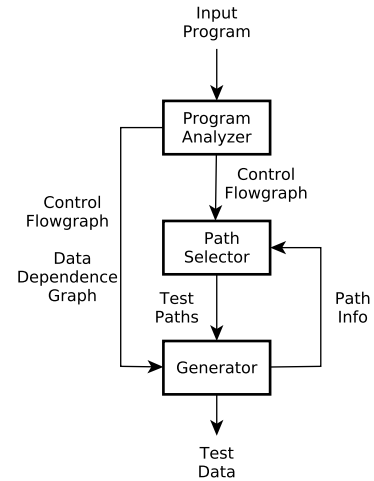 Input
Program
Program
Analyzer
Control
Flowgraph
Control
Flowgraph
Data
Dependence
Graph
Path
Selector
Test
Paths
Path
Info
Generator
Test
Data